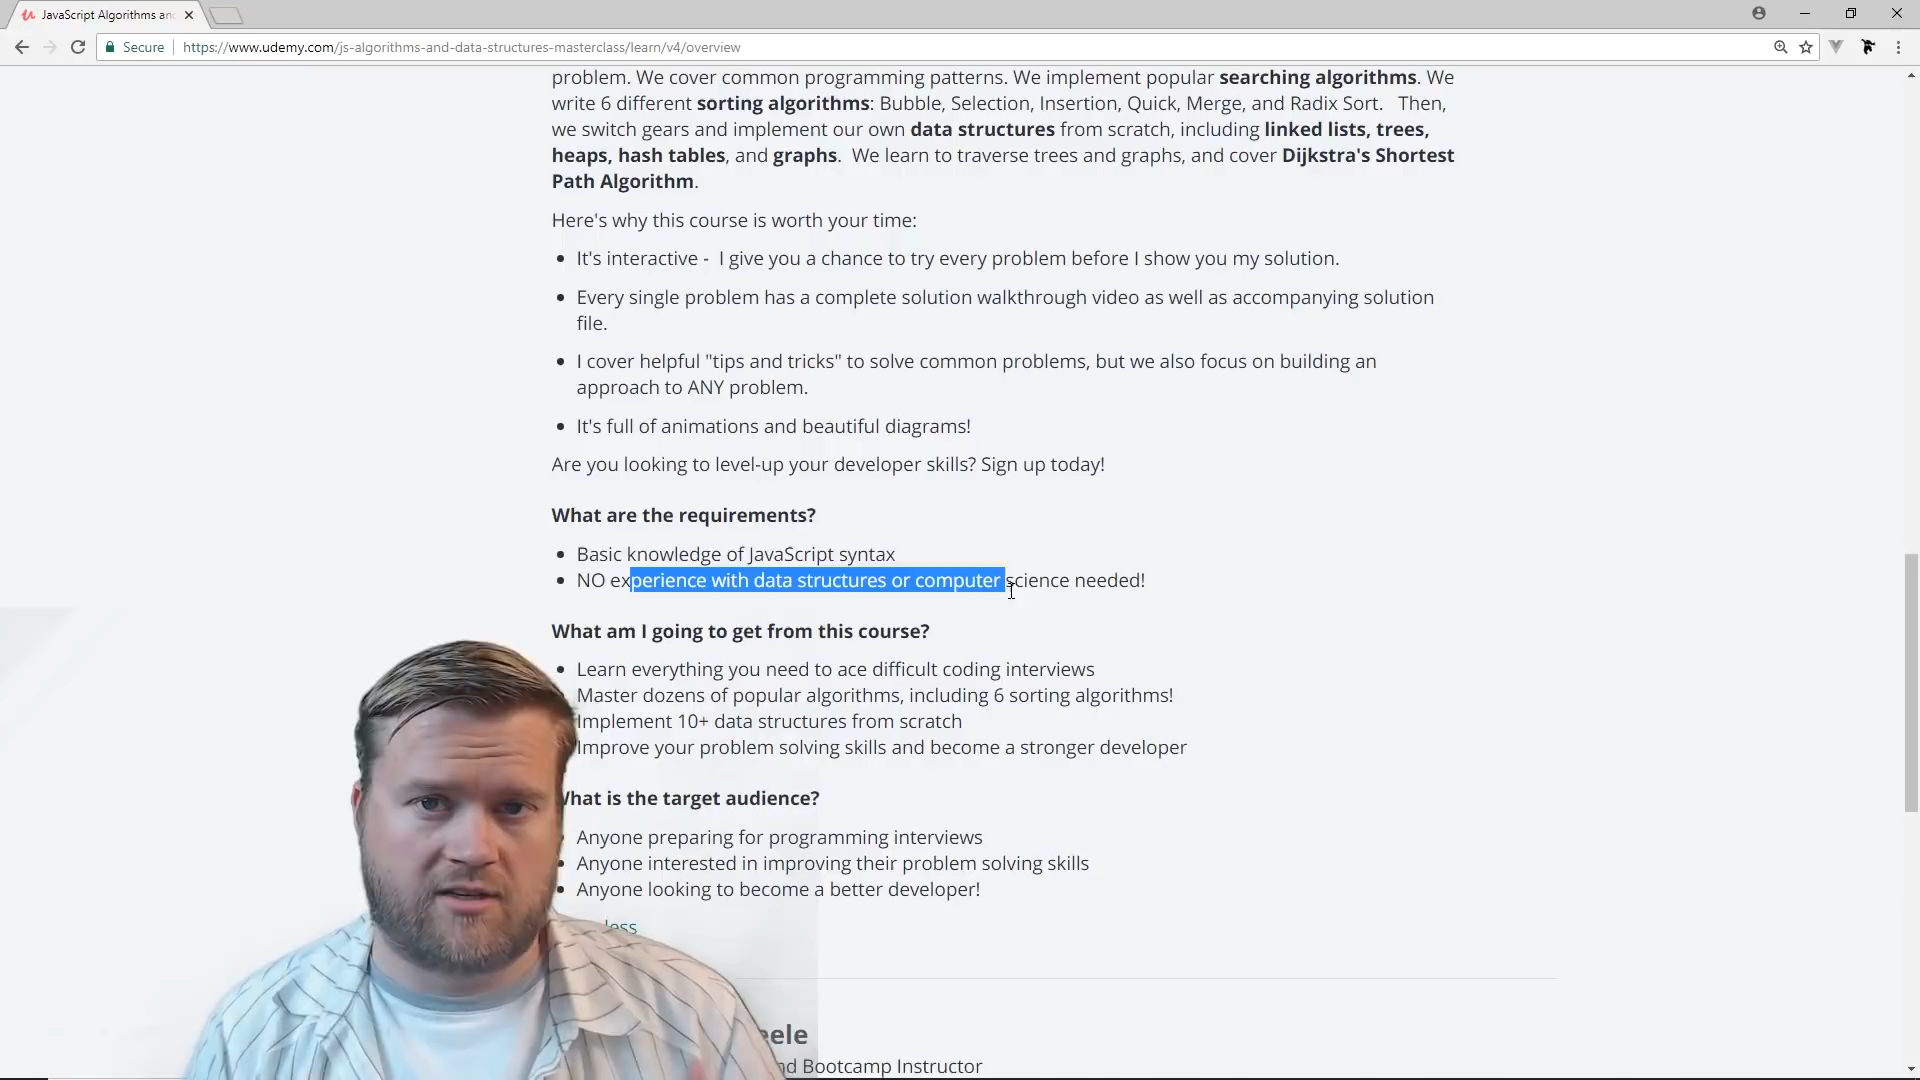 JavaScript Algorithms an
Secure
https://www.udemy.com/js-algorithms-and-data-structures-masterclass/learn/v4/overview
problem. We cover common programming patterns. We implement popular searching algorithms. We
write 6 different sorting algorithms: Bubble, Selection, Insertion, Quick, Merge, and Radix Sort. Then,
we switch gears and implement our own data structures from scratch, including linked lists, trees,
heaps, hash tables, and graphs. We learn to traverse trees and graphs, and cover Dijkstra's Shortest
Path Algorithm.
Here's why this course is worth your time:
It's interactive - I give you a chance to try every problem before I show you my solution.
Every single problem has a complete solution walkthrough video as well as accompanying solution
file.
I cover helpful "tips and tricks" to solve common problems, but we also focus on building an
approach to ANY problem.
It's full of animations and beautiful diagrams!
Are you looking to level-up your developer skills? Sign up today!
What are the requirements?
Basic knowledge of JavaScript syntax
NO experience with data structures or computer science needed!
What am I going to get from this course?
Learn everything you need to ace difficult coding interviews
Master dozens of popular algorithms, including 6 sorting algorithms!
Implement 10+ data structures from scratch
Improve your problem solving skills and become a stronger developer
What is the target audience?
Anyone preparing for programming interviews
Anyone interested in improving their problem solving skills
Anyone looking to become a better developer!
less
eele
nd Bootcamp Instructor